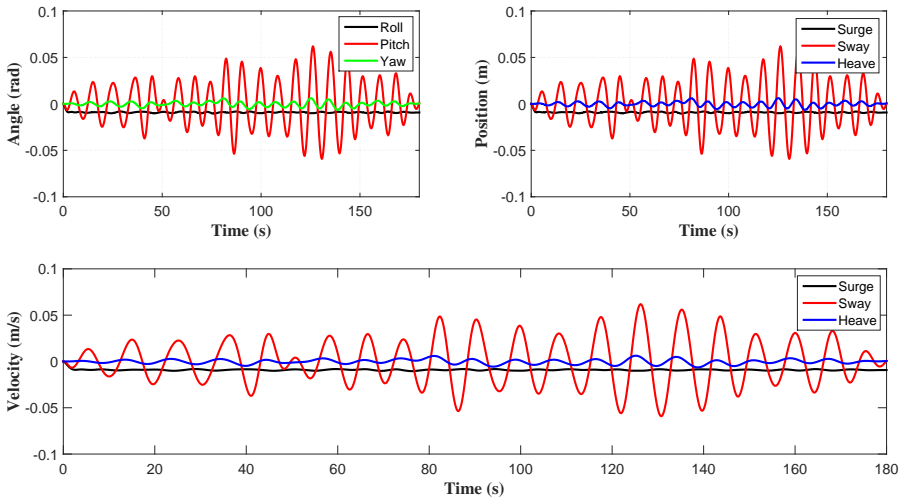 0.1
0.05
0
-0.05
-0.1
Angle (rad)
Roll
Pitch
Yaw
0 50 100 150
Time (s)
0.1
0.05
0
-0.05
-0.1
Position (m)
Surge
Sway
Heave
0 50 100 150
Time (s)
0.1
0.05
0
-0.05
-0.1
Velocity (m/s)
Surge
Sway
Heave
0 20 40 60 80 100 120 140 160 180
Time (s)